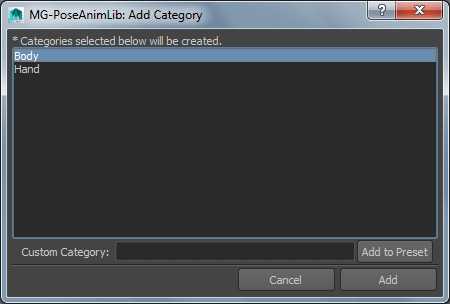 MG-PoseAnimLib: Add Category
* Categories selected below will be created.
Body
Hand
Custom Category: Add to Preset
Cancel Add